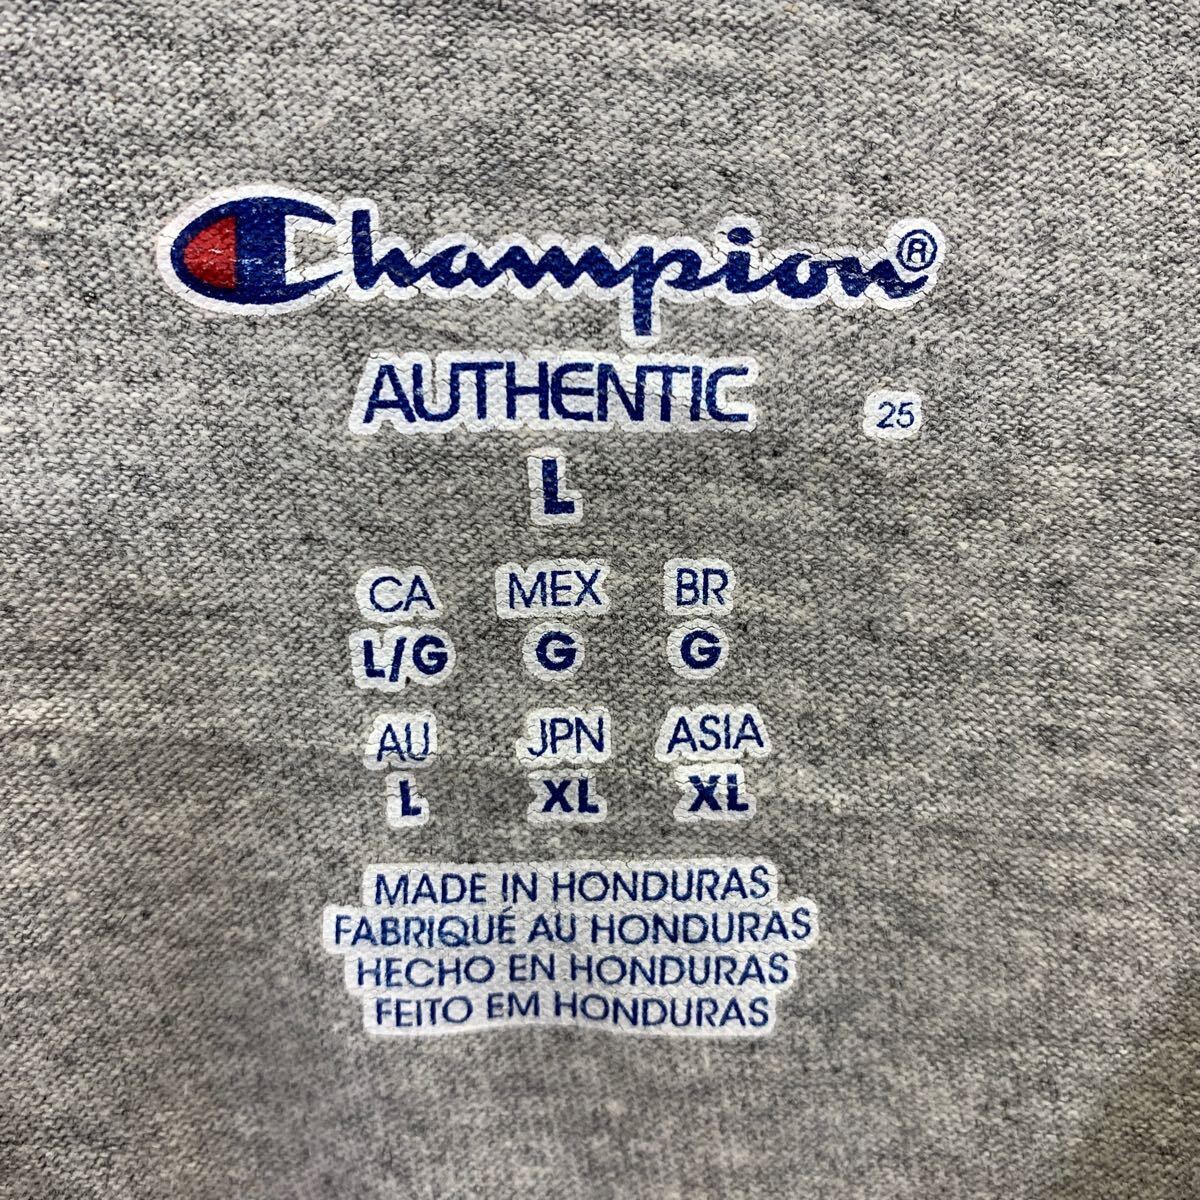 Champion®
AUTHENTIC 25
L
CA MEX BR
L/G G G
AU JPN ASIA
L XL XL
MADE IN HONDURAS
FABRIQUÉ AU HONDURAS
HECHO EN HONDURAS
FEITO EM HONDURAS